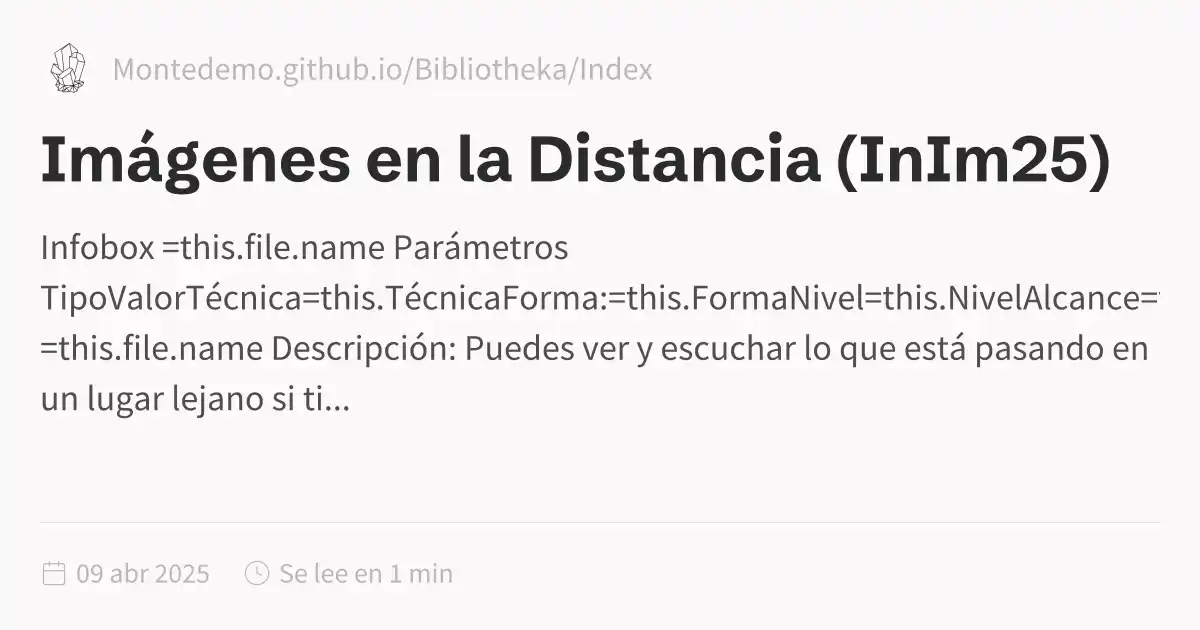 Montedemo.github.io/Bibliotheka/Index
Imágenes en la Distancia (InIm25)
Infobox =this.file.name Parámetros
TipoValorTécnica=this.TécnicaForma:=this.FormaNivel=this.NivelAlcance=
=this.file.name Descripción: Puedes ver y escuchar lo que está pasando en
un lugar lejano si ti...
09 abr 2025 Se lee en 1 min